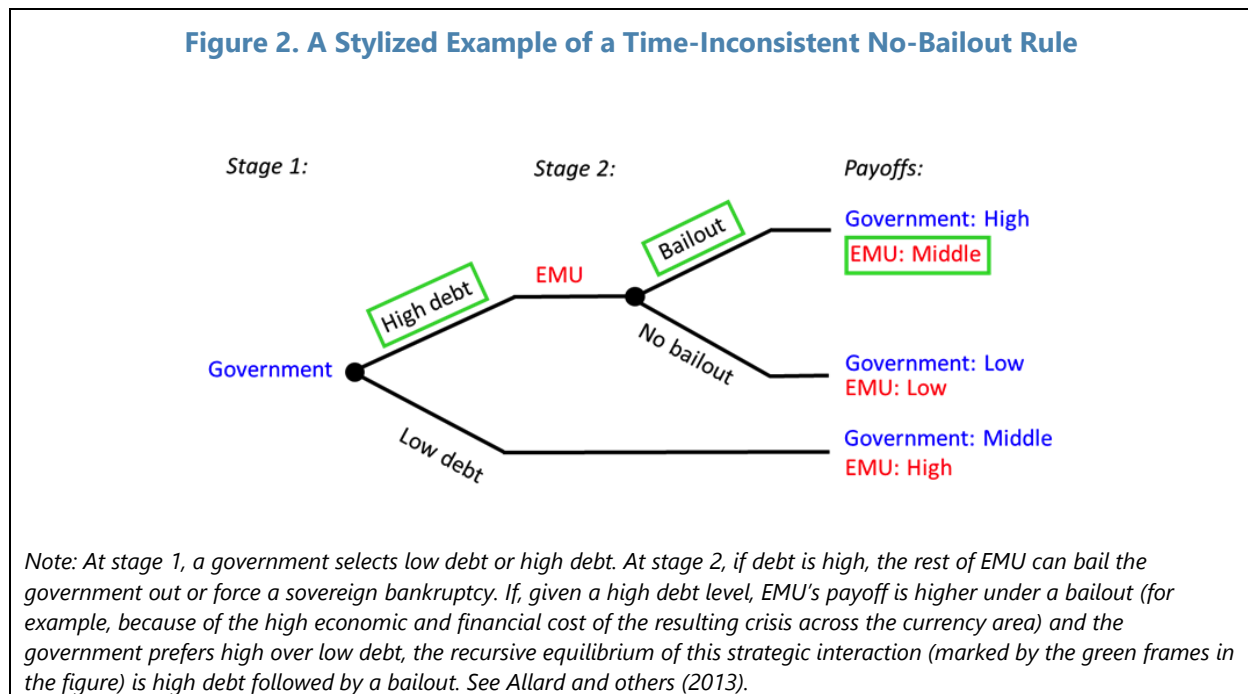 Figure 2. A Stylized Example of a Time-Inconsistent No-Bailout Rule
Stage 1:
Stage 2:
Payoffs:
Government: High
EMU: Middle
Bailout
EMU
High debt
No bailout
Government
Government: Low
EMU: Low
Low debt
Government: Middle
EMU: High
Note: At stage 1, a government selects low debt or high debt. At stage 2, if debt is high, the rest of EMU can bail the
government out or force a sovereign bankruptcy. If, given a high debt level, EMU’s payoff is higher under a bailout (for
example, because of the high economic and financial cost of the resulting crisis across the currency area) and the
government prefers high over low debt, the recursive equilibrium of this strategic interaction (marked by the green frames in
the figure) is high debt followed by a bailout. See Allard and others (2013).